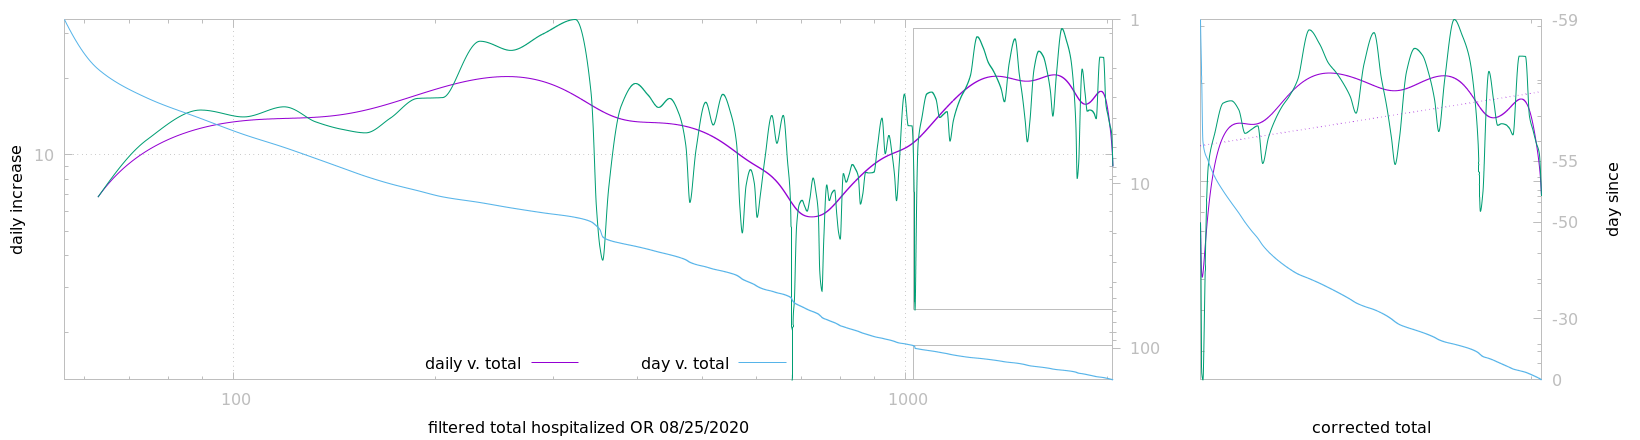 daily increase
10
daily v. total
day v. total
100
1000
filtered total hospitalized OR 08/25/2020
1
10
100
-59
-55
-50
-30
0
day since
corrected total